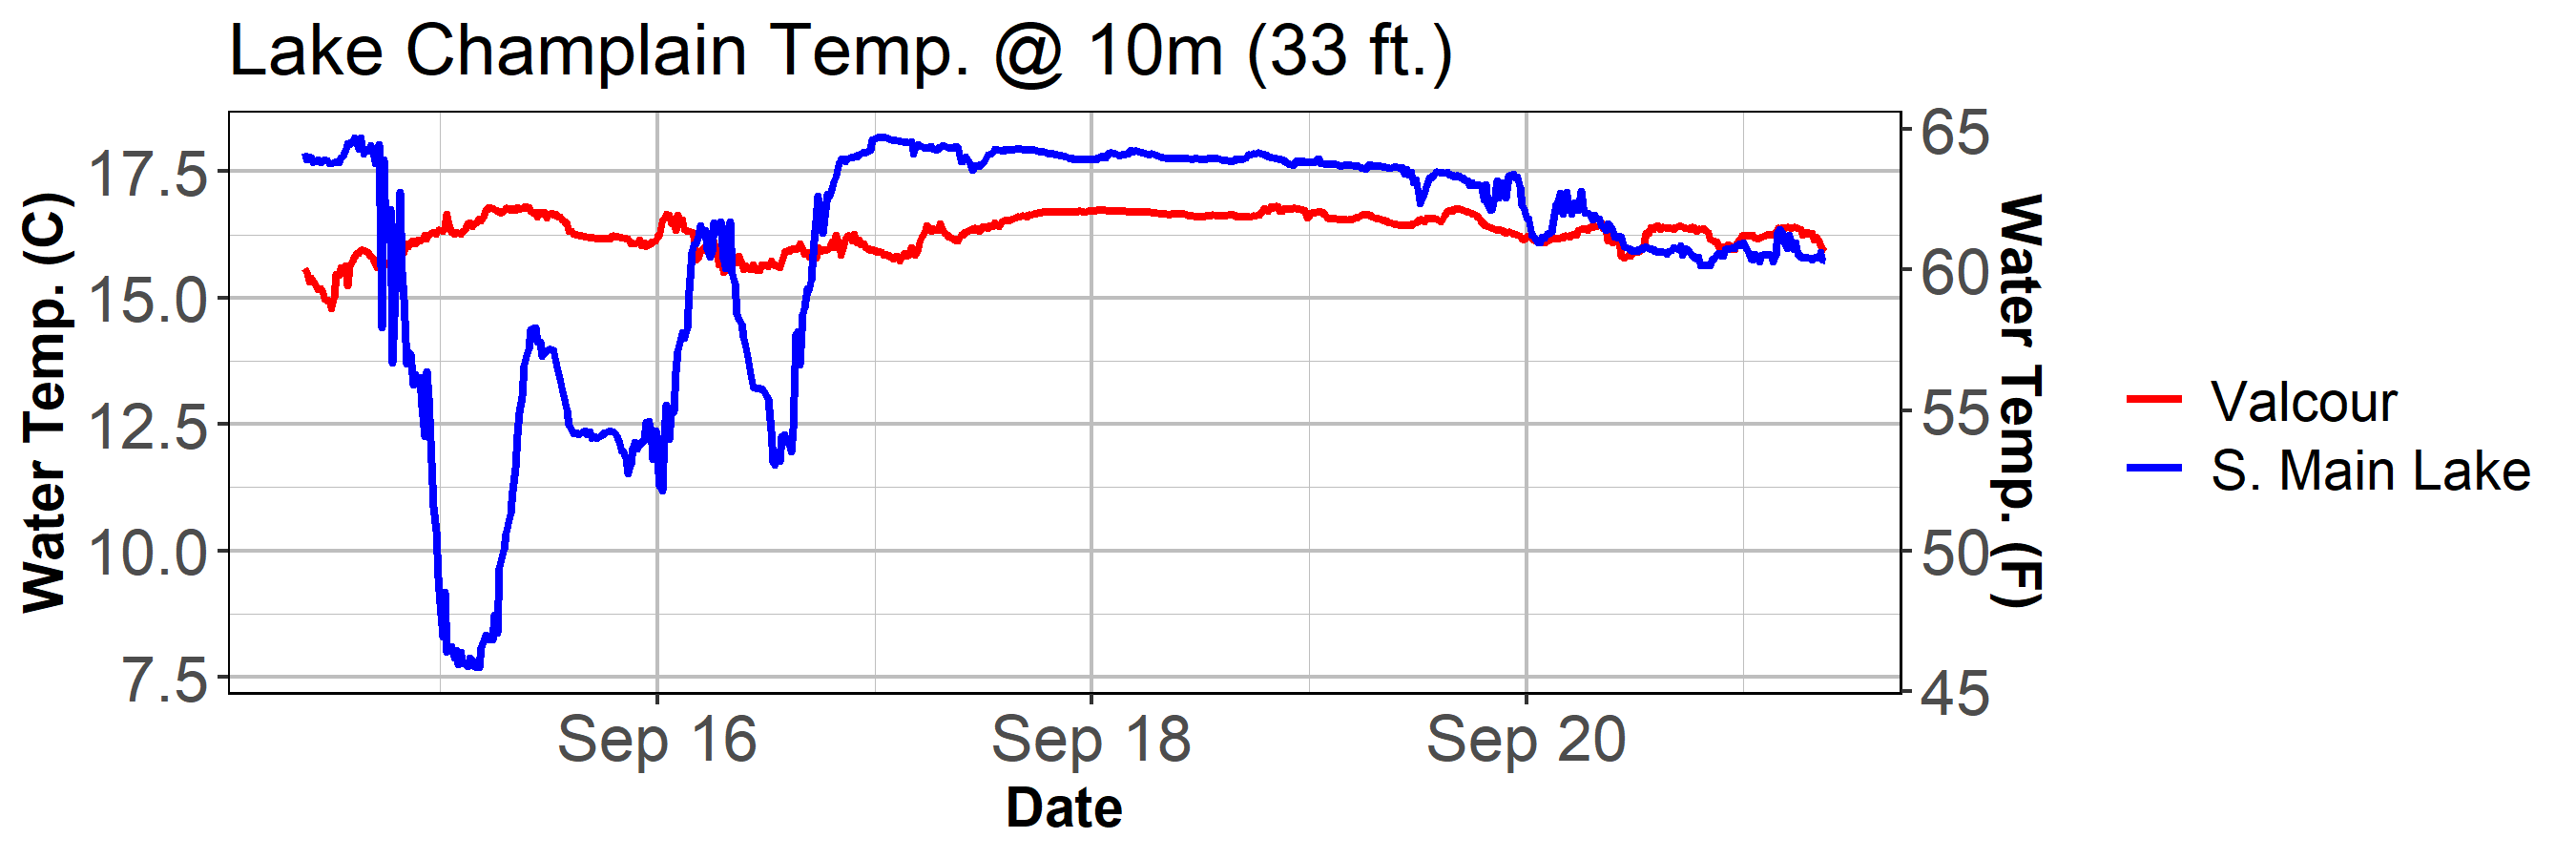 Lake Champlain Temp. @ 10m (33 ft.)
Water Temp. (C)
17.5
15.0
12.5
10.0
7.5
65
60
55
50
45
Water Temp. (F)
Sep 16
Sep 18
Sep 20
Date
Valcour
S. Main Lake